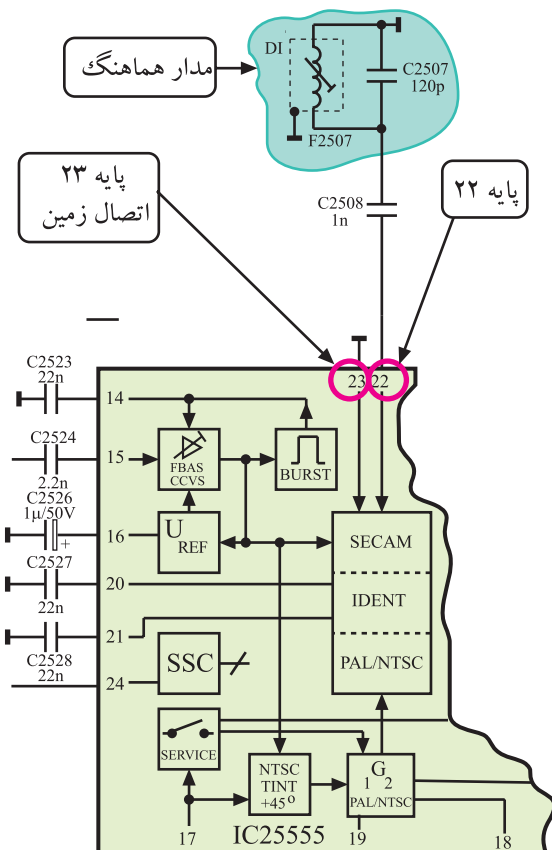 مدار هماهنگ
DI
C2507
120p
F2507
پایه ۲۳
اتصال زمین
پایه ۲۲
C2508
1n
C2523
22n
14
23
22
C2524
2.2n
15
FBAS
CCVS
BURST
C2526
1µ/50V
+
16
U
REF
SECAM
C2527
22n
20
IDENT
C2528
22n
21
PAL/NTSC
24
SSC
SERVICE
NTSC
TINT
+45°
G
1 2
PAL/NTSC
17
IC25555
19
18